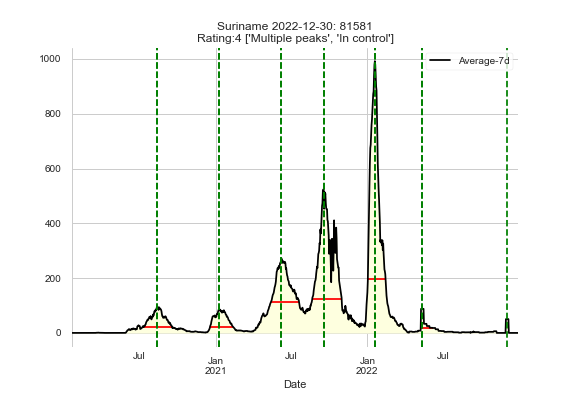 Suriname 2022-12-30: 81581
Rating:4 ['Multiple peaks', 'In control']
1000
Average-7d
800
600
400
200
0
Jul
Jan
2021
Jul
Jan
2022
Jul
Date